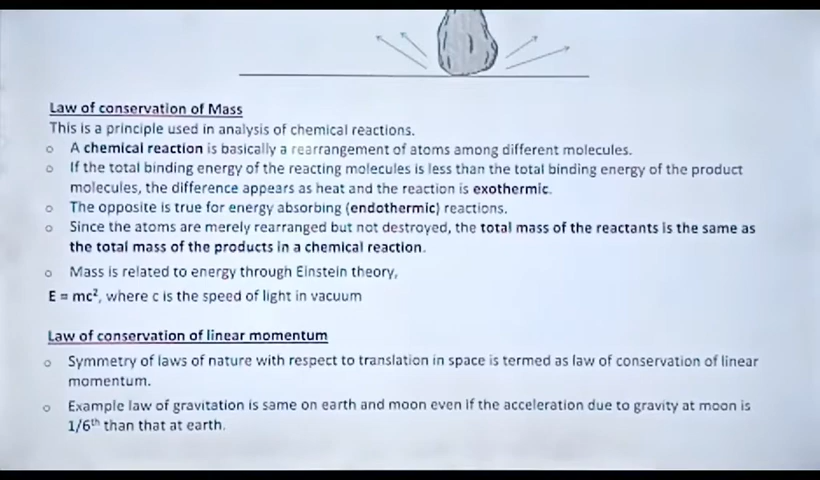 Law of conservation of Mass
This is a principle used in analysis of chemical reactions.
o A chemical reaction is basically a rearrangement of atoms among different molecules.
o If the total binding energy of the reacting molecules is less than the total binding energy of the product
molecules, the difference appears as heat and the reaction is exothermic.
o The opposite is true for energy absorbing (endothermic) reactions.
o Since the atoms are merely rearranged but not destroyed, the total mass of the reactants is the same as
the total mass of the products in a chemical reaction.
o Mass is related to energy through Einstein theory,
E = mc², where c is the speed of light in vacuum
Law of conservation of linear momentum
o Symmetry of laws of nature with respect to translation in space is termed as law of conservation of linear
momentum.
o Example law of gravitation is same on earth and moon even if the acceleration due to gravity at moon is
1/6th than that at earth.